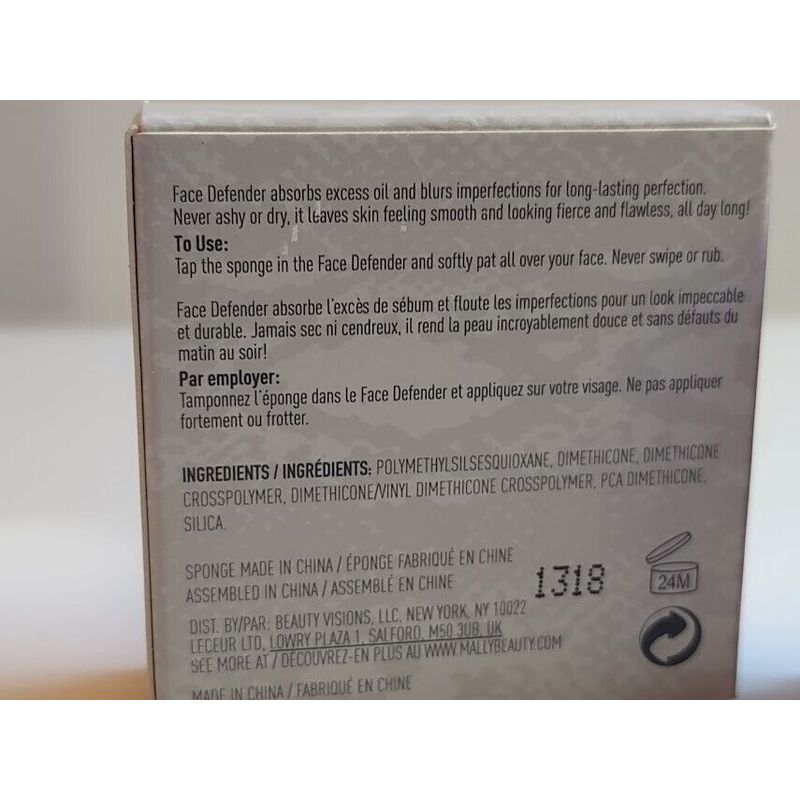 Face Defender absorbs excess oil and blurs imperfections for long-lasting perfection.
Never ashy or dry, it leaves skin feeling smooth and looking fierce and flawless, all day long!
To Use:
Tap the sponge in the Face Defender and softly pat all over your face. Never swipe or rub.
Face Defender absorbe l'excès de sébum et floute les imperfections pour un look impeccable
et durable. Jamais sec ni cendreux, il rend la peau incroyablement douce et sans défauts du
matin au soir!
Par employer:
Tamponnez l'éponge dans le Face Defender et appliquez sur votre visage. Ne pas appliquer
fortement ou frotter.
INGREDIENTS / INGRÉDIENTS: POLYMETHYLSILSESQUIOXANE, DIMETHICONE, DIMETHICONE
CROSSPOLYMER, DIMETHICONE/VINYL DIMETHICONE CROSSPOLYMER, PCA DIMETHICONE,
SILICA.
SPONGE MADE IN CHINA / ÉPONGE FABRIQUÉ EN CHINE
ASSEMBLED IN CHINA / ASSEMBLÉ EN CHINE
1318
24M
DIST. BY/PAR: BEAUTY VISIONS, LLC, NEW YORK, NY 10022
LECEUR LTD, LOWRY PLAZA 1, SALFORD, M50 3UB, UK
SEE MORE AT / DÉCOUVREZ-EN PLUS AU WWW.MALLYBEAUTY.COM
MADE IN CHINA / FABRIQUÉ EN CHINE